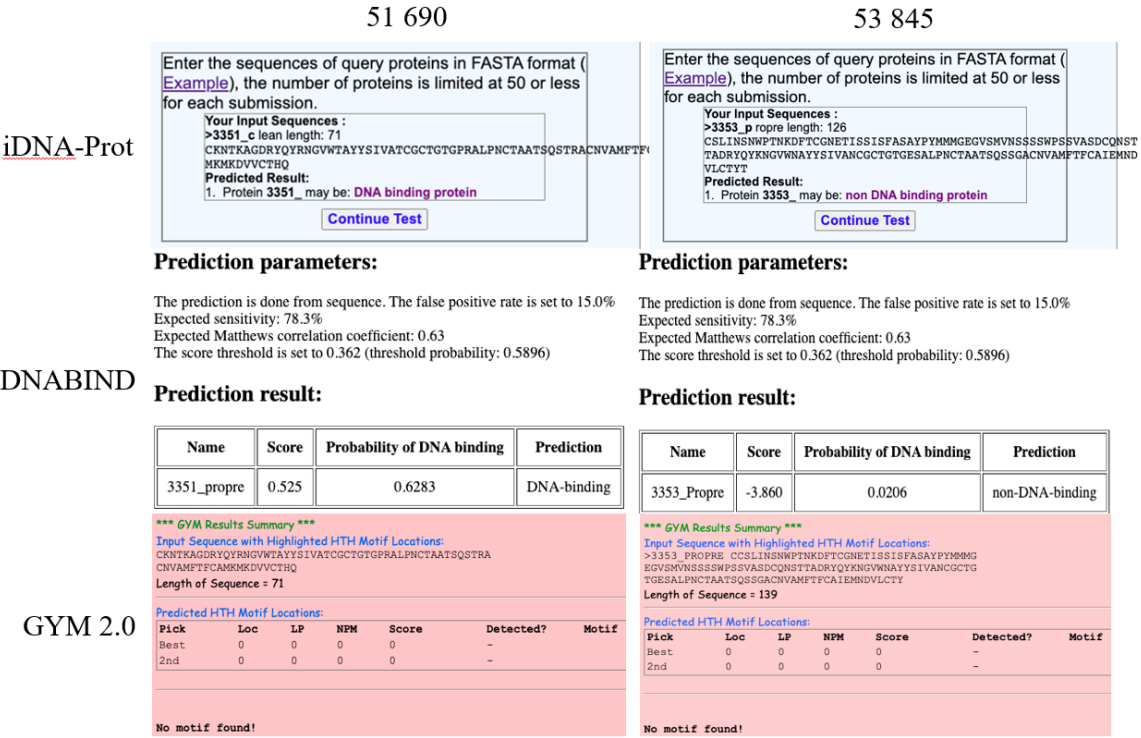 51 690
53 845
iDNA-Prot
Enter the sequences of query proteins in FASTA format (
Example), the number of proteins is limited at 50 or less
for each submission.
Your Input Sequences :
>3351_c lean length: 71
CKNTKAGDRYQYRNGVWTAYYSIVATCGCTGTGPRALPNCTAATSQSTRACNVAMFTF
MKMKDVVCTHQ
Predicted Result:
1. Protein 3351_ may be: DNA binding protein
Continue Test
Enter the sequences of query proteins in FASTA format (
Example), the number of proteins is limited at 50 or less
for each submission.
Your Input Sequences :
>3353_p ropre length: 126
CSLINSNWPTNKDFTCGNETISSISFASAYPYMMMGEGVSMVNSSSSWPSSVASDCQNST
TADRYQYKNGVWNAYYSIVANCGCTGTGESALPNCTAATSQSSGACNVAMFTFCAIEMND
VLCTYT
Predicted Result:
1. Protein 3353_ may be: non DNA binding protein
Continue Test
DNABIND
Prediction parameters:
The prediction is done from sequence. The false positive rate is set to 15.0%
Expected sensitivity: 78.3%
Expected Matthews correlation coefficient: 0.63
The score threshold is set to 0.362 (threshold probability: 0.5896)
Prediction result:
Name Score Probability of DNA binding Prediction
3351_propre 0.525 0.6283 DNA-binding
Prediction parameters:
The prediction is done from sequence. The false positive rate is set to 15.0%
Expected sensitivity: 78.3%
Expected Matthews correlation coefficient: 0.63
The score threshold is set to 0.362 (threshold probability: 0.5896)
Prediction result:
Name Score Probability of DNA binding Prediction
3353_Propre -3.860 0.0206 non-DNA-binding
GYM 2.0
*** GYM Results Summary ***
Input Sequence with Highlighted HTH Motif Locations:
CKNTKAGDRYQYRNGVWTAYYSIVATCGCTGTGPRALPNCTAATSQSTRA
CNVAMFTFCAMKMKDVVCTHQ
Length of Sequence = 71
Predicted HTH Motif Locations:
Pick Loc LP NPM Score Detected? Motif
Best 0 0 0 0 -
2nd 0 0 0 0 -
No motif found!
*** GYM Results Summary ***
Input Sequence with Highlighted HTH Motif Locations:
>3353_PROPRE CCSLINSNWPTNKDFTCGNETISSISFASAYPYMMMG
EGVSMVNSSSSWPSSVASDCQNSTTADRYQYKNGVWNAYYSIVANCGCTG
TGESALPNCTAATSQSSGACNVAMFTFCAIEMNDVLCTY
Length of Sequence = 139
Predicted HTH Motif Locations:
Pick Loc LP NPM Score Detected? Motif
Best 0 0 0 0 -
2nd 0 0 0 0 -
No motif found!